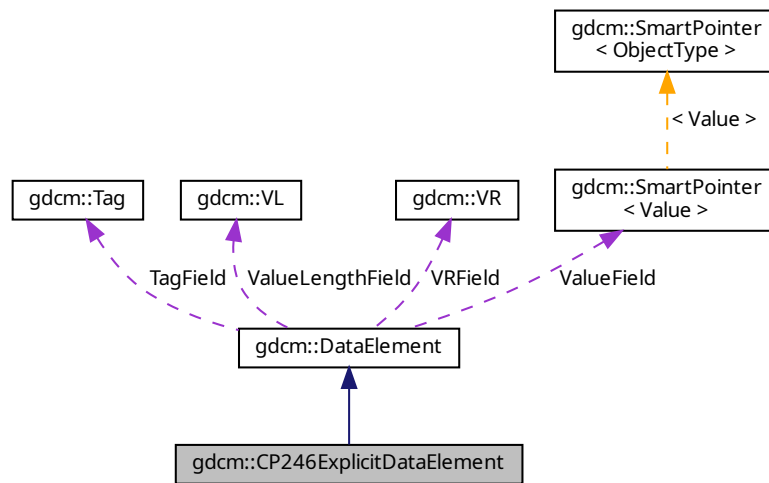 gdcm::SmartPointer
< ObjectType >
< Value >
gdcm::Tag
gdcm::VL
gdcm::VR
gdcm::SmartPointer
< Value >
TagField
ValueLengthField
VRField
ValueField
gdcm::DataElement
gdcm::CP246ExplicitDataElement